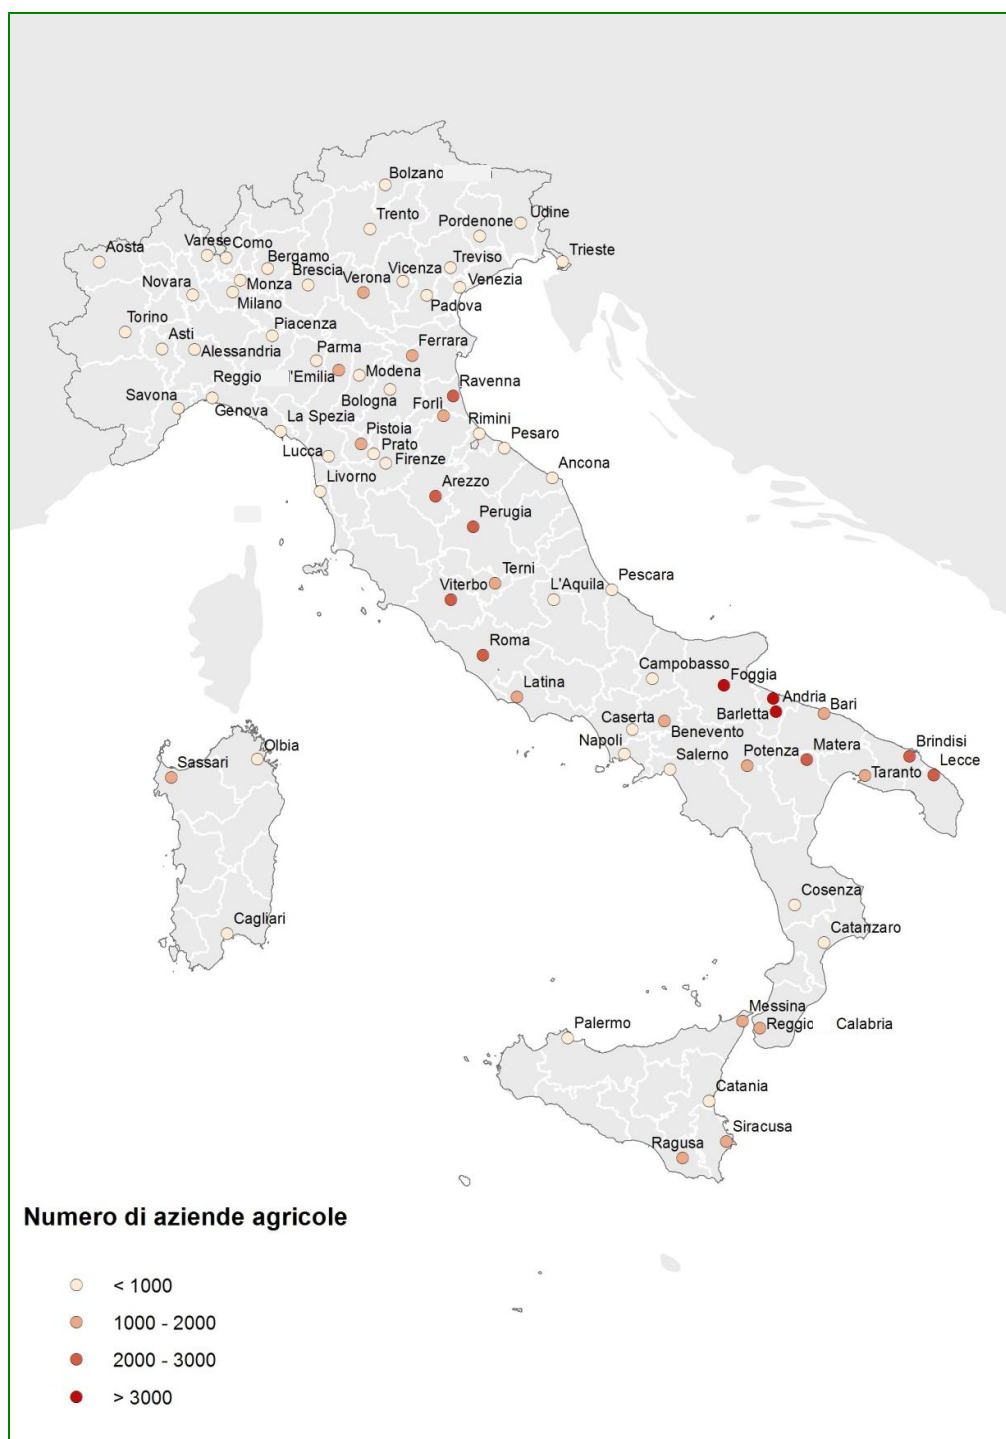 Bolzano
Trento
Pordenone
Udine
Aosta
Varese
Como
Trieste
Bergamo
Vicenza
Treviso
Brescia
Verona
Venezia
Novara
Monza
Milano
Padova
Torino
Piacenza
Asti
Ferrara
Parma
Alessandria
Reggio
l'Emilia
Modena
Ravenna
Savona
Bologna
Genova
La Spezia
Forlì
Pistoia
Rimini
Lucca
Prato
Pesaro
Firenze
Livorno
Arezzo
Ancona
Perugia
Terni
Viterbo
L'Aquila
Pescara
Roma
Campobasso
Foggia
Latina
Andria
Caserta
Barletta
Bari
Benevento
Napoli
Salerno
Potenza
Matera
Brindisi
Olbia
Sassari
Taranto
Lecce
Cosenza
Cagliari
Catanzaro
Messina
Palermo
Reggio Calabria
Catania
Siracusa
Ragusa
Numero di aziende agricole
< 1000
1000 - 2000
2000 - 3000
> 3000